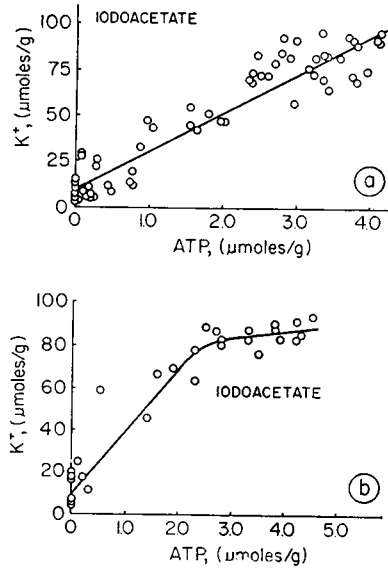 IODOACETATE
100
75
50
25
0
K⁺, (μmoles/g)
0 1.0 2.0 3.0 4.0
ATP, (μmoles/g)
a
100
80
60
40
20
0
K⁺, (μmoles/g)
IODOACETATE
0 1.0 2.0 3.0 4.0 5.0
ATP, (μmoles/g)
b